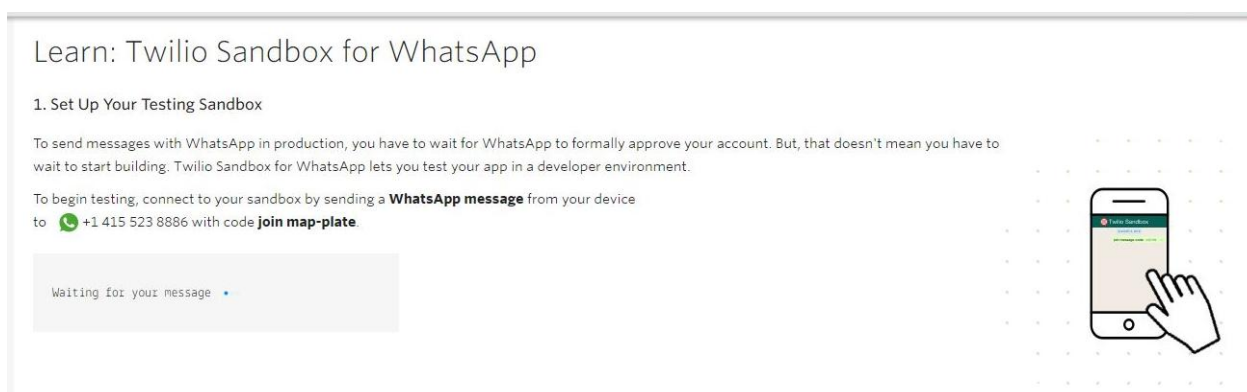 Learn: Twilio Sandbox for WhatsApp
1. Set Up Your Testing Sandbox
To send messages with WhatsApp in production, you have to wait for WhatsApp to formally approve your account. But, that doesn't mean you have to
wait to start building. Twilio Sandbox for WhatsApp lets you test your app in a developer environment.
To begin testing, connect to your sandbox by sending a WhatsApp message from your device
to +1 415 523 8886 with code join map-plate.
Waiting for your message
Twilio Sandbox